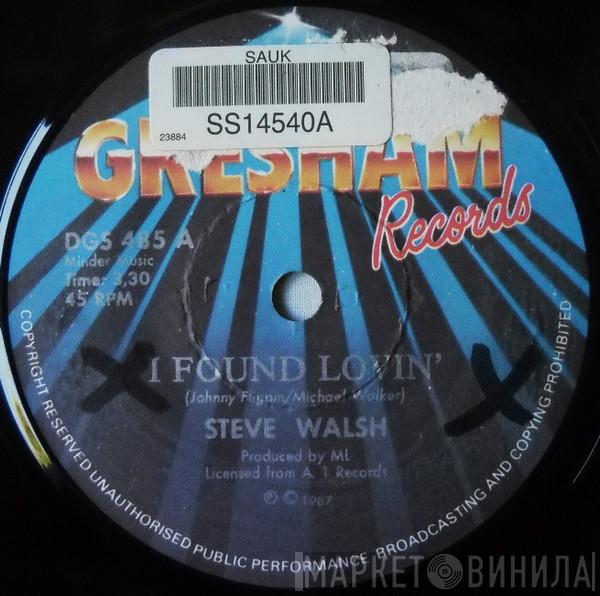 SAUK
23884
SS14540A
GRESHAM
Records
DGS 485 A
Minder Music
Time: 3,30
45 RPM
I FOUND LOVIN'
(Johnny Flippin/Michael Walker)
STEVE WALSH
Produced by ML
Licensed from A. 1 Records
℗ © 1987
COPYRIGHT RESERVED UNAUTHORISED PUBLIC PERFORMANCE, BROADCASTING AND COPYING PROHIBITED
МАРКЕТ ВИНИЛА